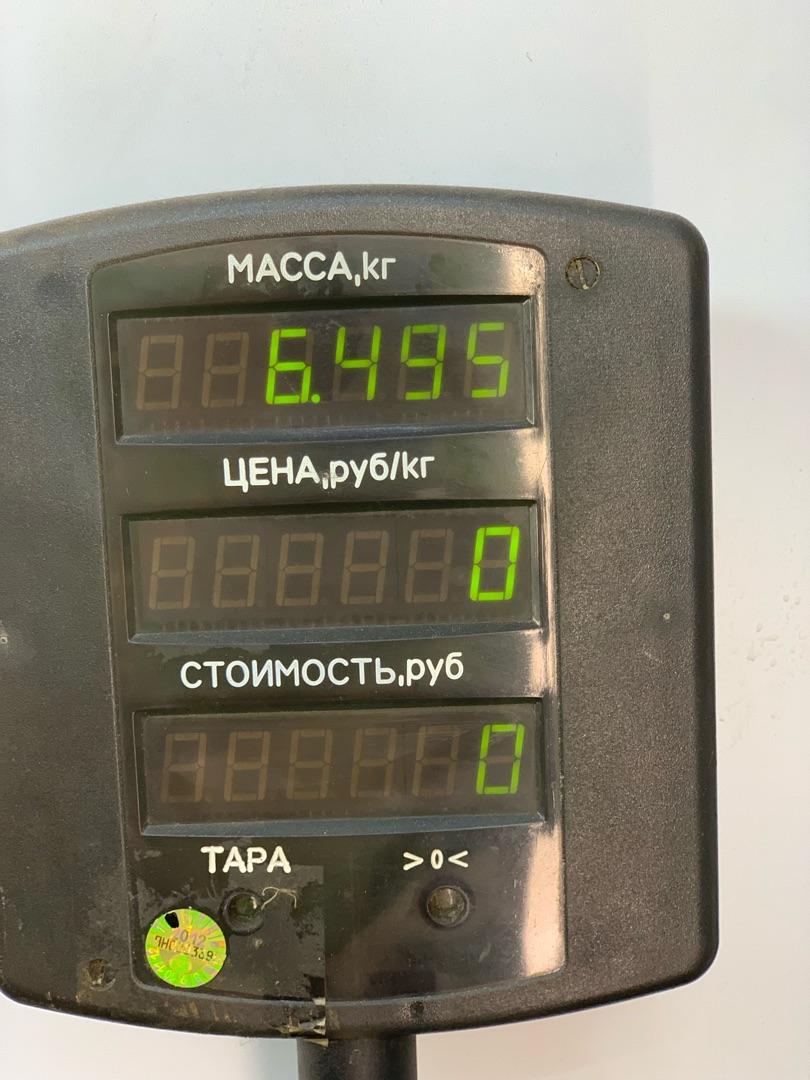 МАССА,кг
6.495
ЦЕНА,руб/кг
0
СТОИМОСТЬ,руб
0
ТАРА >0<